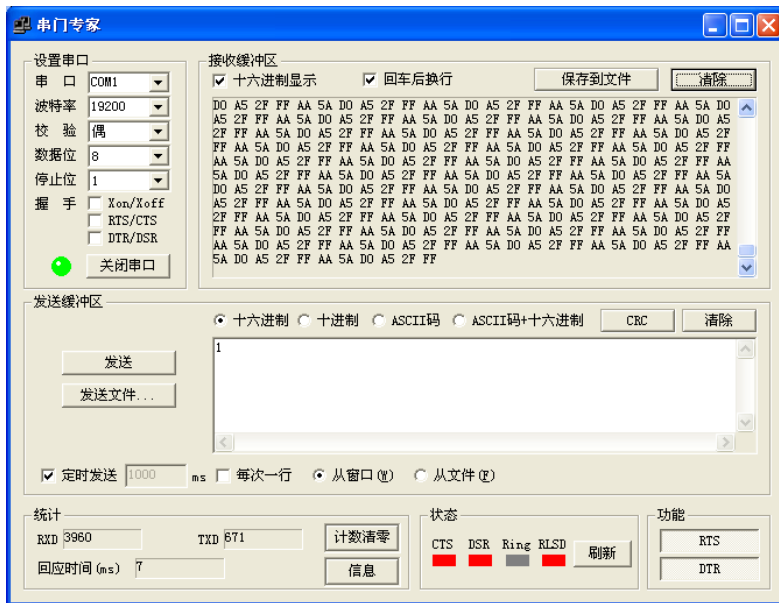 串门专家
设置串口
串 口 COM1
波特率 19200
校 验 偶
数据位 8
停止位 1
握 手 Xon/Xoff
RTS/CTS
DTR/DSR
关闭串口
接收缓冲区
十六进制显示 回车后换行 保存到文件 清除
D0 A5 2F FF AA 5A D0 A5 2F FF AA 5A D0 A5 2F FF AA 5A D0 A5 2F FF AA 5A D0
A5 2F FF AA 5A D0 A5 2F FF AA 5A D0 A5 2F FF AA 5A D0 A5 2F FF AA 5A D0 A5
2F FF AA 5A D0 A5 2F FF AA 5A D0 A5 2F FF AA 5A D0 A5 2F FF AA 5A D0 A5 2F
FF AA 5A D0 A5 2F FF AA 5A D0 A5 2F FF AA 5A D0 A5 2F FF AA 5A D0 A5 2F FF
AA 5A D0 A5 2F FF AA 5A D0 A5 2F FF AA 5A D0 A5 2F FF AA 5A D0 A5 2F FF AA
5A D0 A5 2F FF AA 5A D0 A5 2F FF AA 5A D0 A5 2F FF AA 5A D0 A5 2F FF AA 5A
D0 A5 2F FF AA 5A D0 A5 2F FF AA 5A D0 A5 2F FF AA 5A D0 A5 2F FF AA 5A D0
A5 2F FF AA 5A D0 A5 2F FF AA 5A D0 A5 2F FF AA 5A D0 A5 2F FF AA 5A D0 A5
2F FF AA 5A D0 A5 2F FF AA 5A D0 A5 2F FF AA 5A D0 A5 2F FF AA 5A D0 A5 2F
FF AA 5A D0 A5 2F FF AA 5A D0 A5 2F FF AA 5A D0 A5 2F FF AA 5A D0 A5 2F FF
AA 5A D0 A5 2F FF AA 5A D0 A5 2F FF AA 5A D0 A5 2F FF AA 5A D0 A5 2F FF AA
5A D0 A5 2F FF AA 5A D0 A5 2F FF
发送缓冲区
十六进制 十进制 ASCII码 ASCII码+十六进制 CRC 清除
1
发送
发送文件...
定时发送 1000 ms 每次一行 从窗口(W) 从文件(F)
统计
RXD 3960 TXD 671 计数清零
回应时间(ms) 7 信息
状态
CTS DSR Ring RLSD 刷新
功能
RTS
DTR